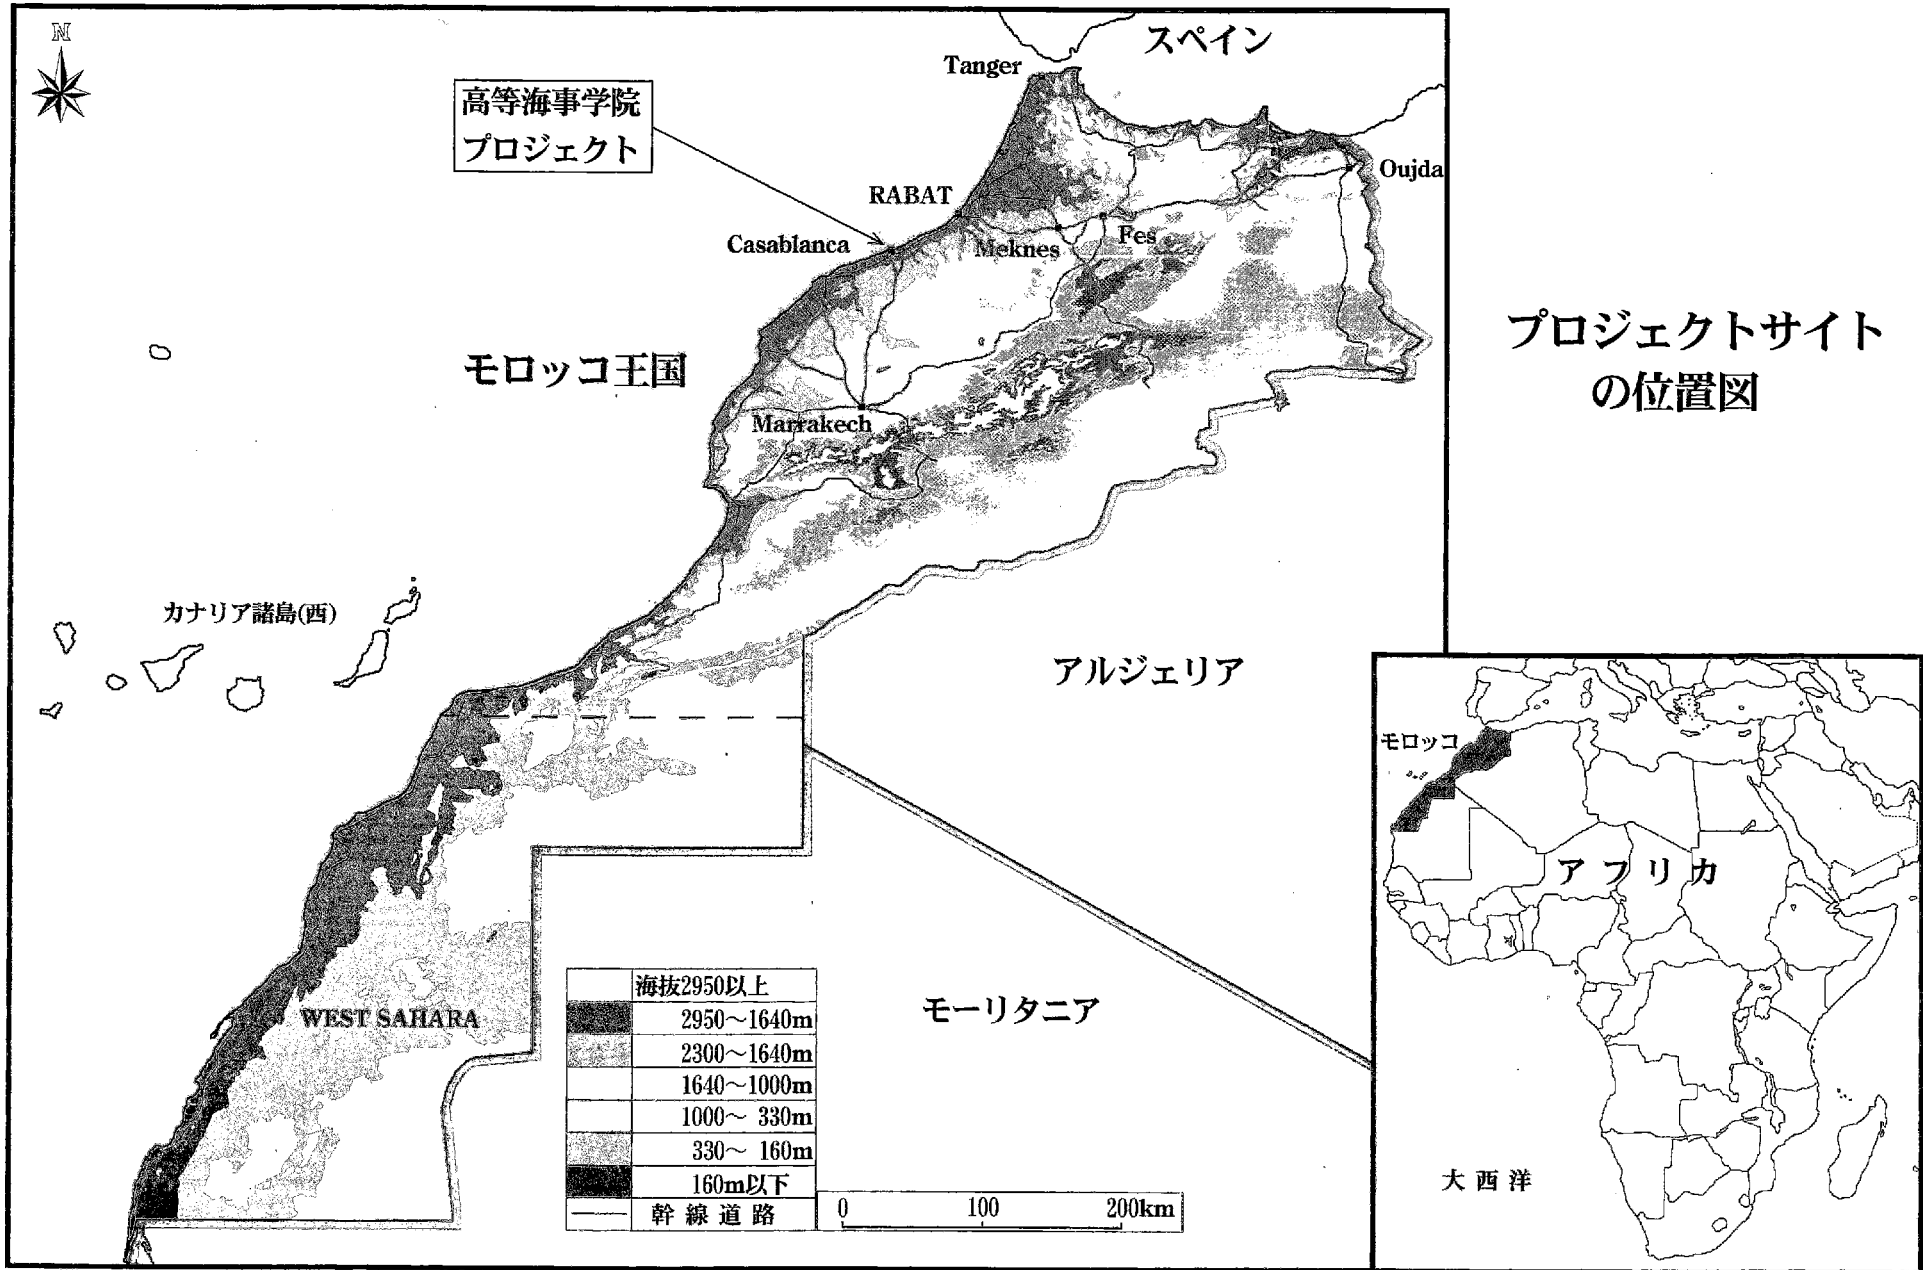 N
スペイン
Tanger
高等海事学院
プロジェクト
Oujda
RABAT
Casablanca
Meknes
Fes
モロッコ王国
プロジェクトサイト
の位置図
Marrakech
カナリア諸島(西)
アルジェリア
モロッコ
アフリカ
モーリタニア
WEST SAHARA
海抜2950以上
2950～1640m
2300～1640m
1640～1000m
1000～ 330m
330～ 160m
160m以下
幹線道路
0 100 200km
大西洋